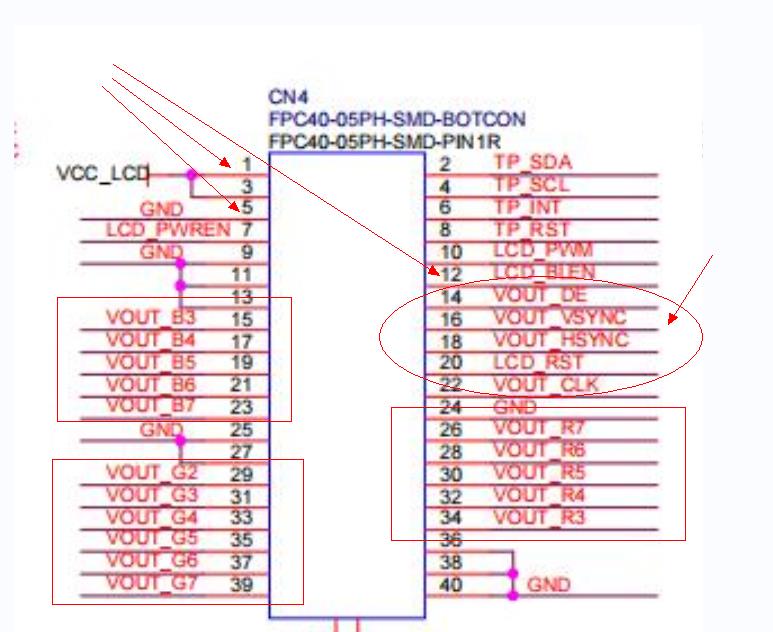 CN4
FPC40-05PH-SMD-BOTCON
FPC40-05PH-SMD-PIN1R
VCC_LCD 1 2 TP_SDA
3 4 TP_SCL
GND 5 6 TP_INT
LCD_PWREN 7 8 TP_RST
GND 9 10 LCD_PWM
11 12 LCD_BLEN
13 14 VOUT_DE
VOUT_B3 15 16 VOUT_VSYNC
VOUT_B4 17 18 VOUT_HSYNC
VOUT_B5 19 20 LCD_RST
VOUT_B6 21 22 VOUT_CLK
VOUT_B7 23 24 GND
GND 25 26 VOUT_R7
27 28 VOUT_R6
VOUT_G2 29 30 VOUT_R5
VOUT_G3 31 32 VOUT_R4
VOUT_G4 33 34 VOUT_R3
VOUT_G5 35 36
VOUT_G6 37 38
VOUT_G7 39 40 GND